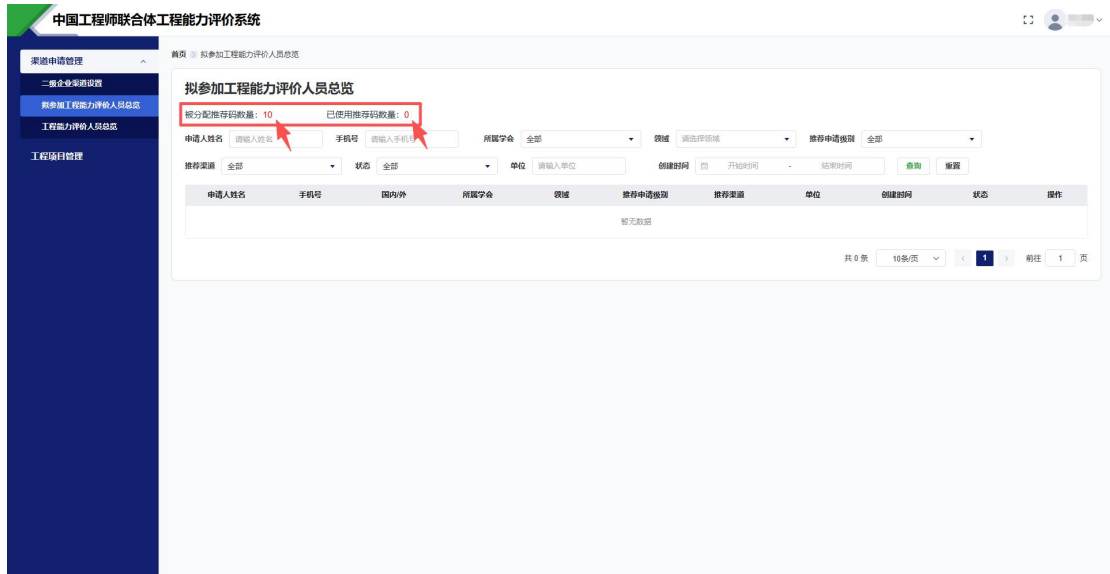 中国工程师联合体工程能力评价系统
渠道申请管理
二级企业渠道设置
拟参加工程能力评价人员总览
工程能力评价人员总览
工程项目管理
首页 拟参加工程能力评价人员总览
拟参加工程能力评价人员总览
被分配推荐码数量：10 已使用推荐码数量：0
申请人姓名 请输入姓名 手机号 请输入手机号 所属学会 全部 领域 请选择领域 推荐申请级别 全部
推荐渠道 全部 状态 全部 单位 请输入单位 创建时间 开始时间 - 结束时间 查询 重置
申请人姓名 手机号 国内/外 所属学会 领域 推荐申请级别 推荐渠道 单位 创建时间 状态 操作
暂无数据
共 0 条 10条/页 1 前往 1 页